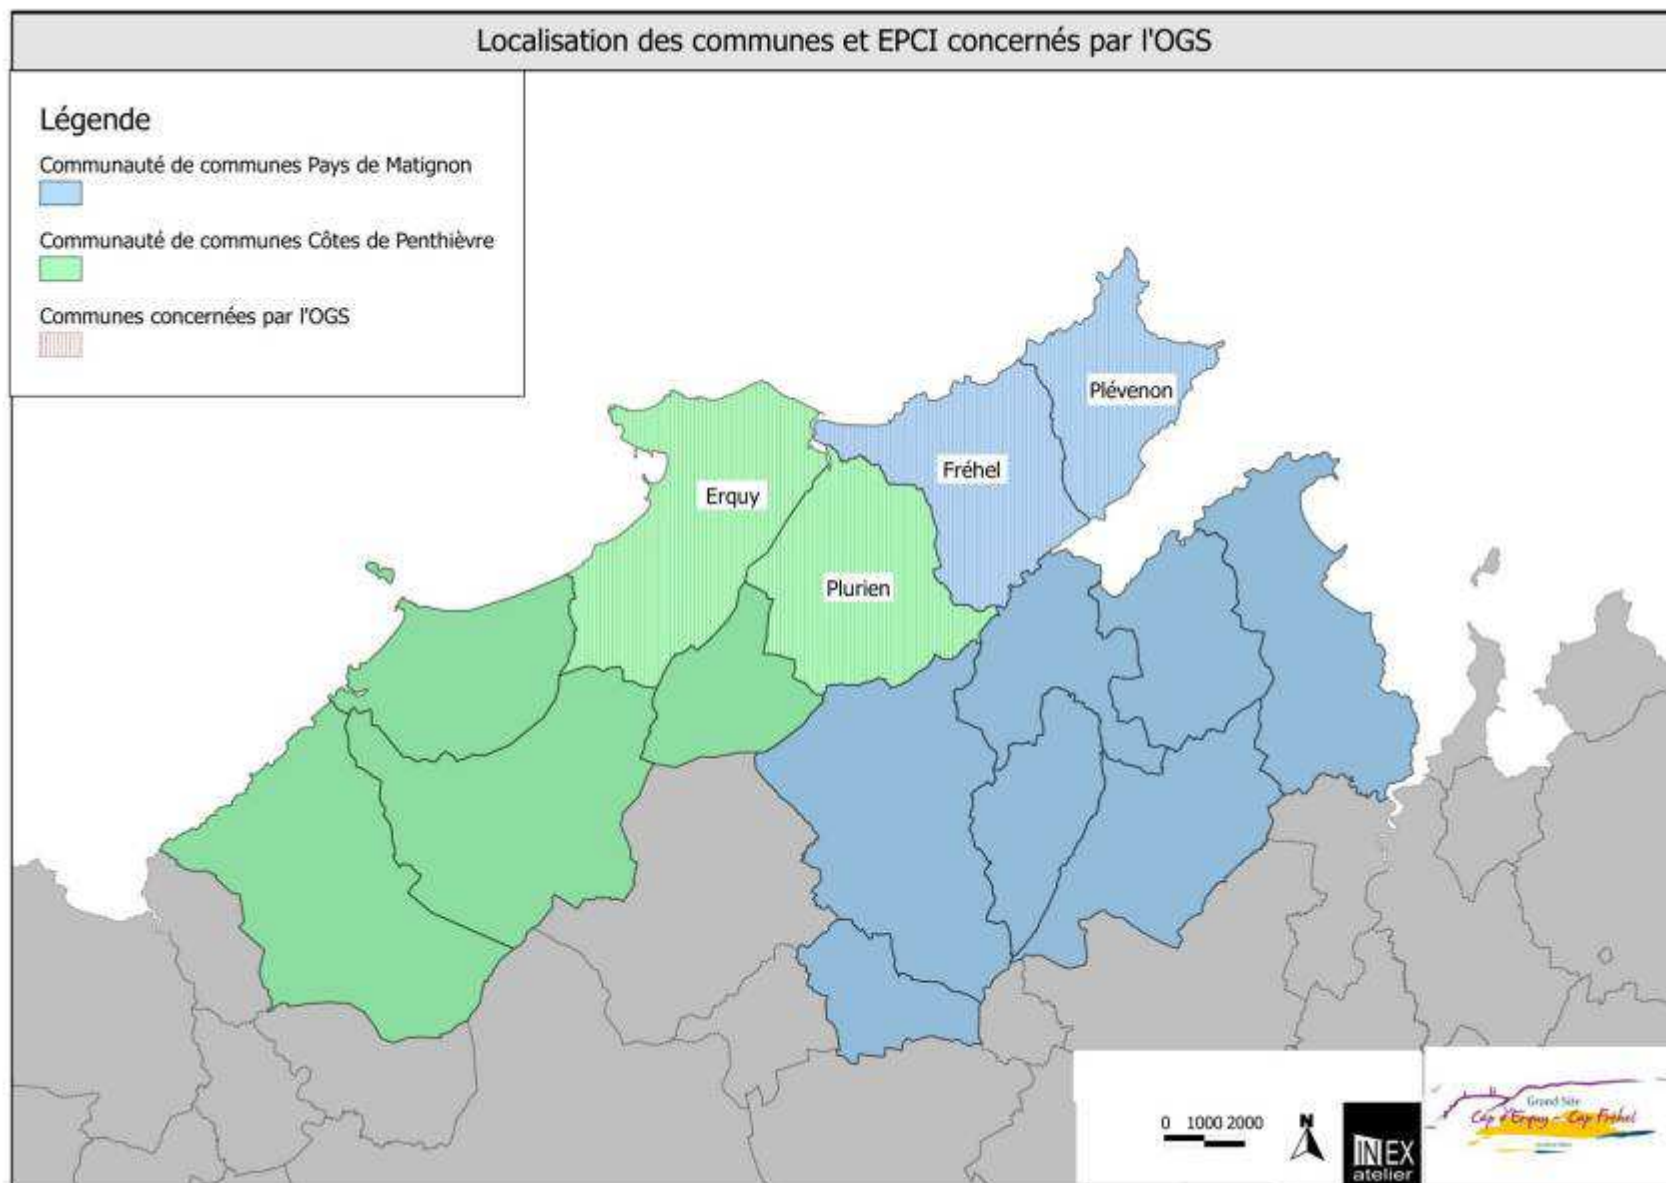 Localisation des communes et EPCI concernés par l'OGS
Légende
Communauté de communes Pays de Matignon
Communauté de communes Côtes de Penthièvre
Communes concernées par l'OGS
Plévenon
Fréhel
Erquy
Plurien
0 1000 2000
N
INEX
atelier
Grand Site
Cap d'Erquy - Cap Fréhel